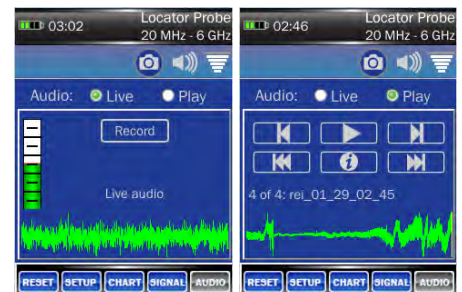 03:02
Locator Probe
20 MHz - 6 GHz
Audio: Live Play
Record
Live audio
RESET SETUP CHART SIGNAL AUDIO
02:46
Locator Probe
20 MHz - 6 GHz
Audio: Live Play
i
4 of 4: rei_01_29_02_45
RESET SETUP CHART SIGNAL AUDIO